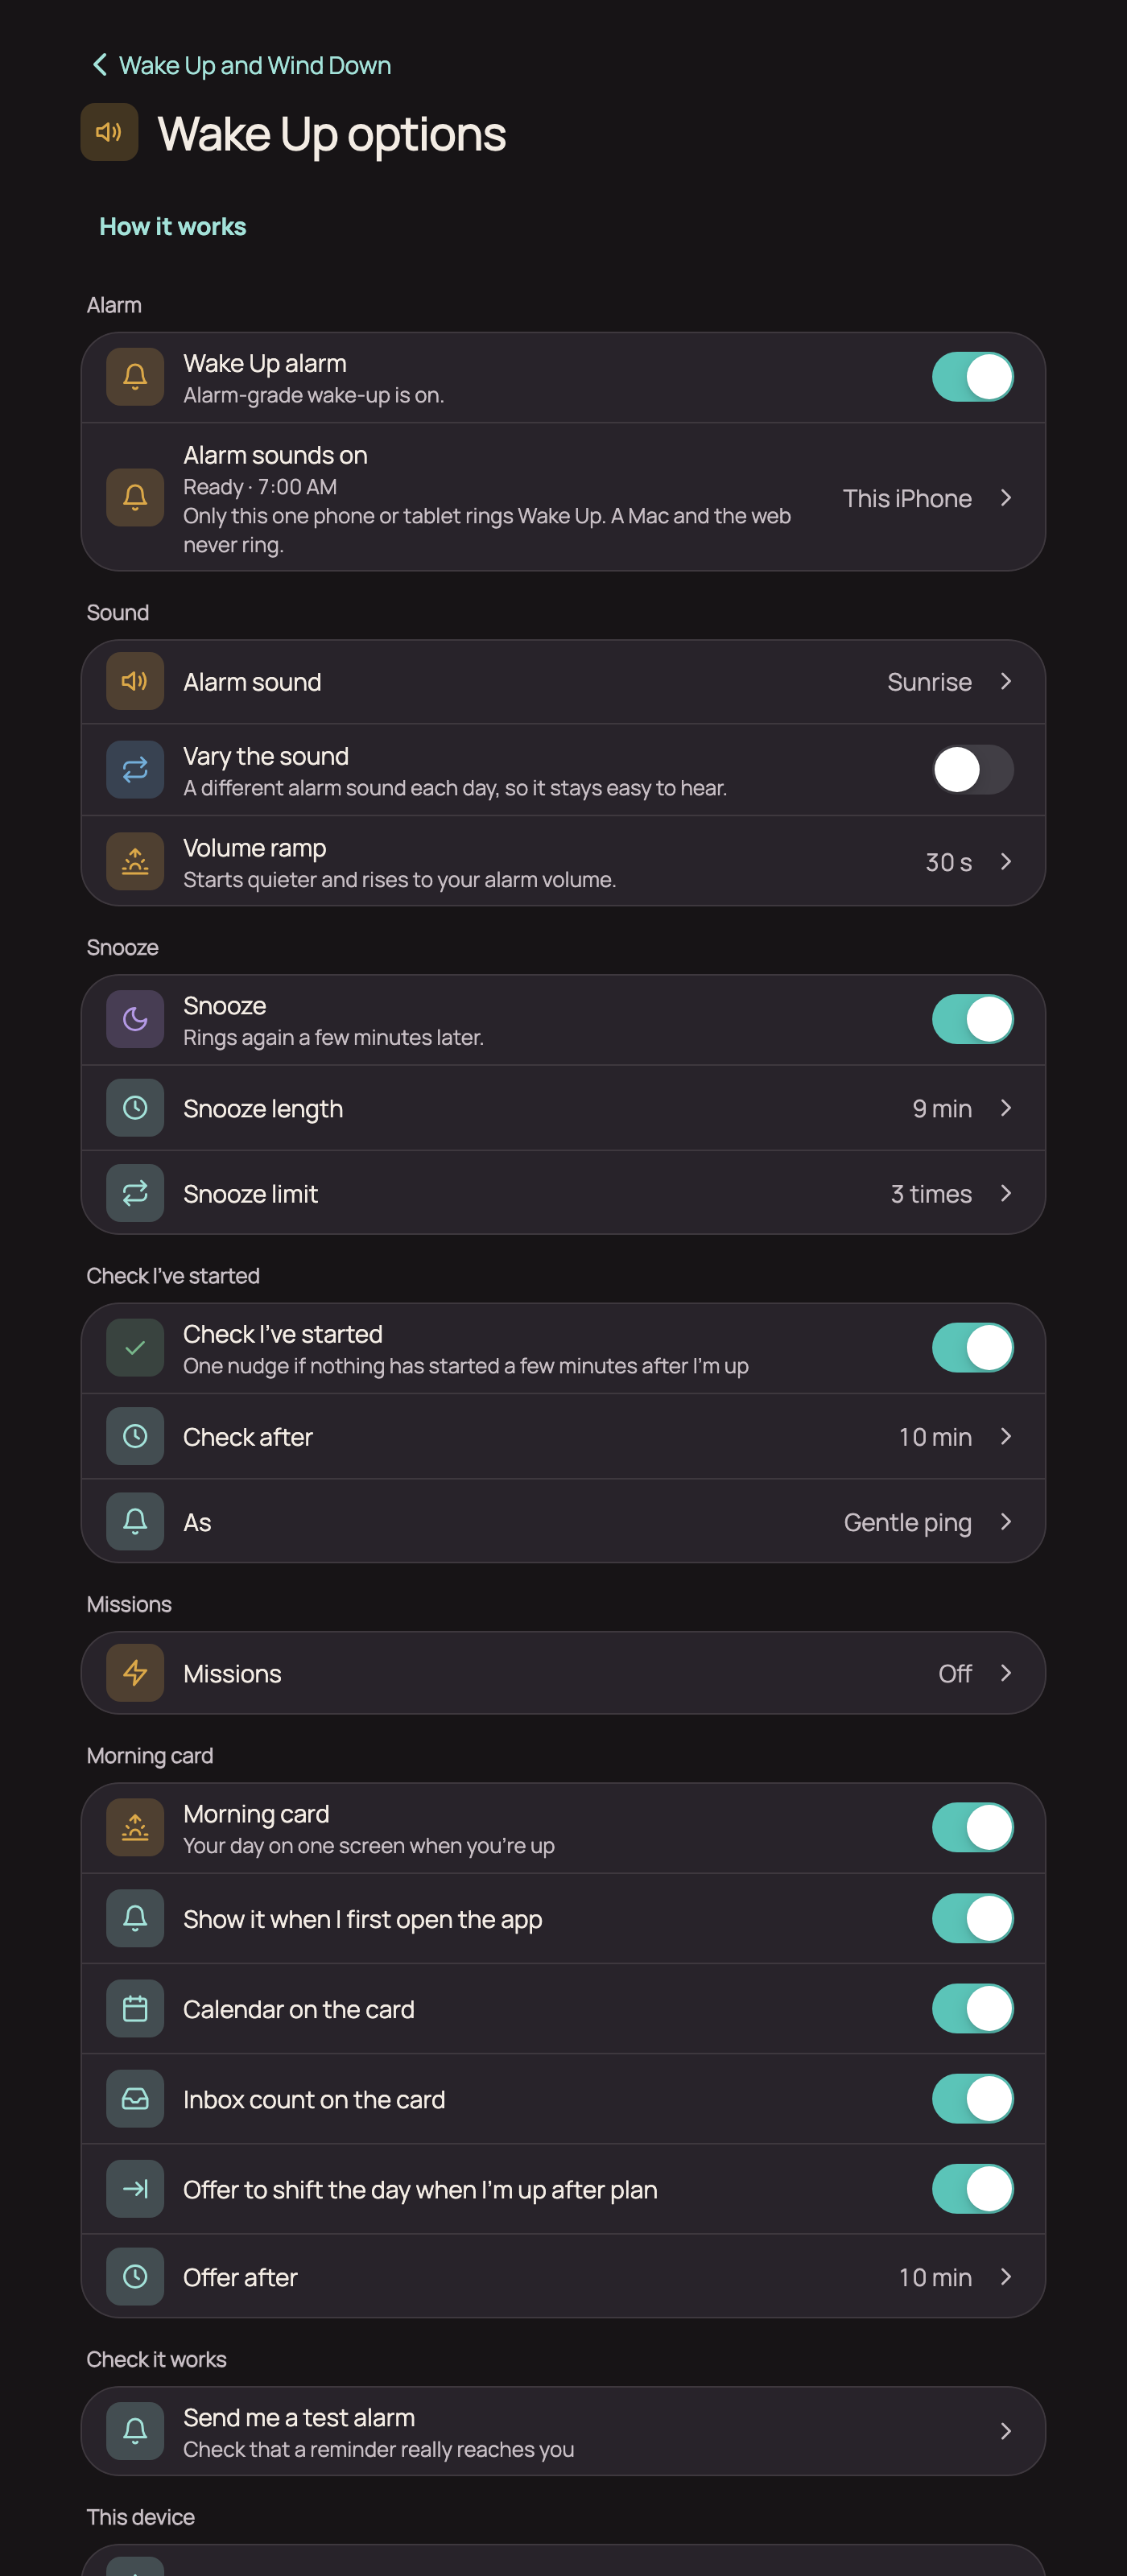 Wake Up and Wind Down
Wake Up options
How it works
Alarm
Wake Up alarm
Alarm-grade wake-up is on.
Alarm sounds on
Ready · 7:00 AM
Only this one phone or tablet rings Wake Up. A Mac and the web
never ring.
This iPhone
Sound
Alarm sound
Sunrise
Vary the sound
A different alarm sound each day, so it stays easy to hear.
Volume ramp
Starts quieter and rises to your alarm volume.
30 s
Snooze
Snooze
Rings again a few minutes later.
Snooze length
9 min
Snooze limit
3 times
Check I've started
Check I've started
One nudge if nothing has started a few minutes after I'm up
Check after
10 min
As
Gentle ping
Missions
Missions
Off
Morning card
Morning card
Your day on one screen when you're up
Show it when I first open the app
Calendar on the card
Inbox count on the card
Offer to shift the day when I'm up after plan
Offer after
10 min
Check it works
Send me a test alarm
Check that a reminder really reaches you
This device